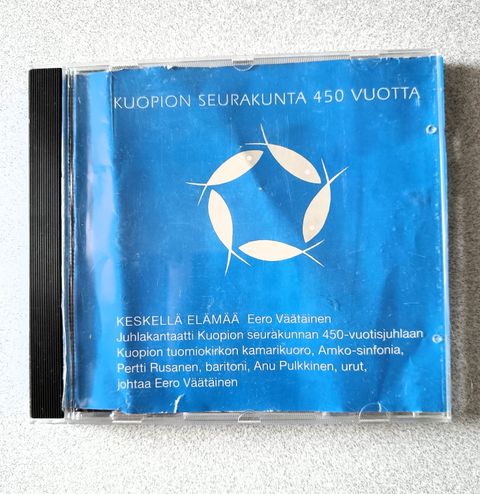 KUOPION SEURAKUNTA 450 VUOTTA
KESKELLÄ ELÄMÄÄ Eero Väätäinen
Juhlakantaatti Kuopion seurakunnan 450-vuotisjuhlaan
Kuopion tuomiokirkon kamarikuoro, Amko-sinfonia,
Pertti Rusanen, baritoni, Anu Pulkkinen, urut,
johtaa Eero Väätäinen